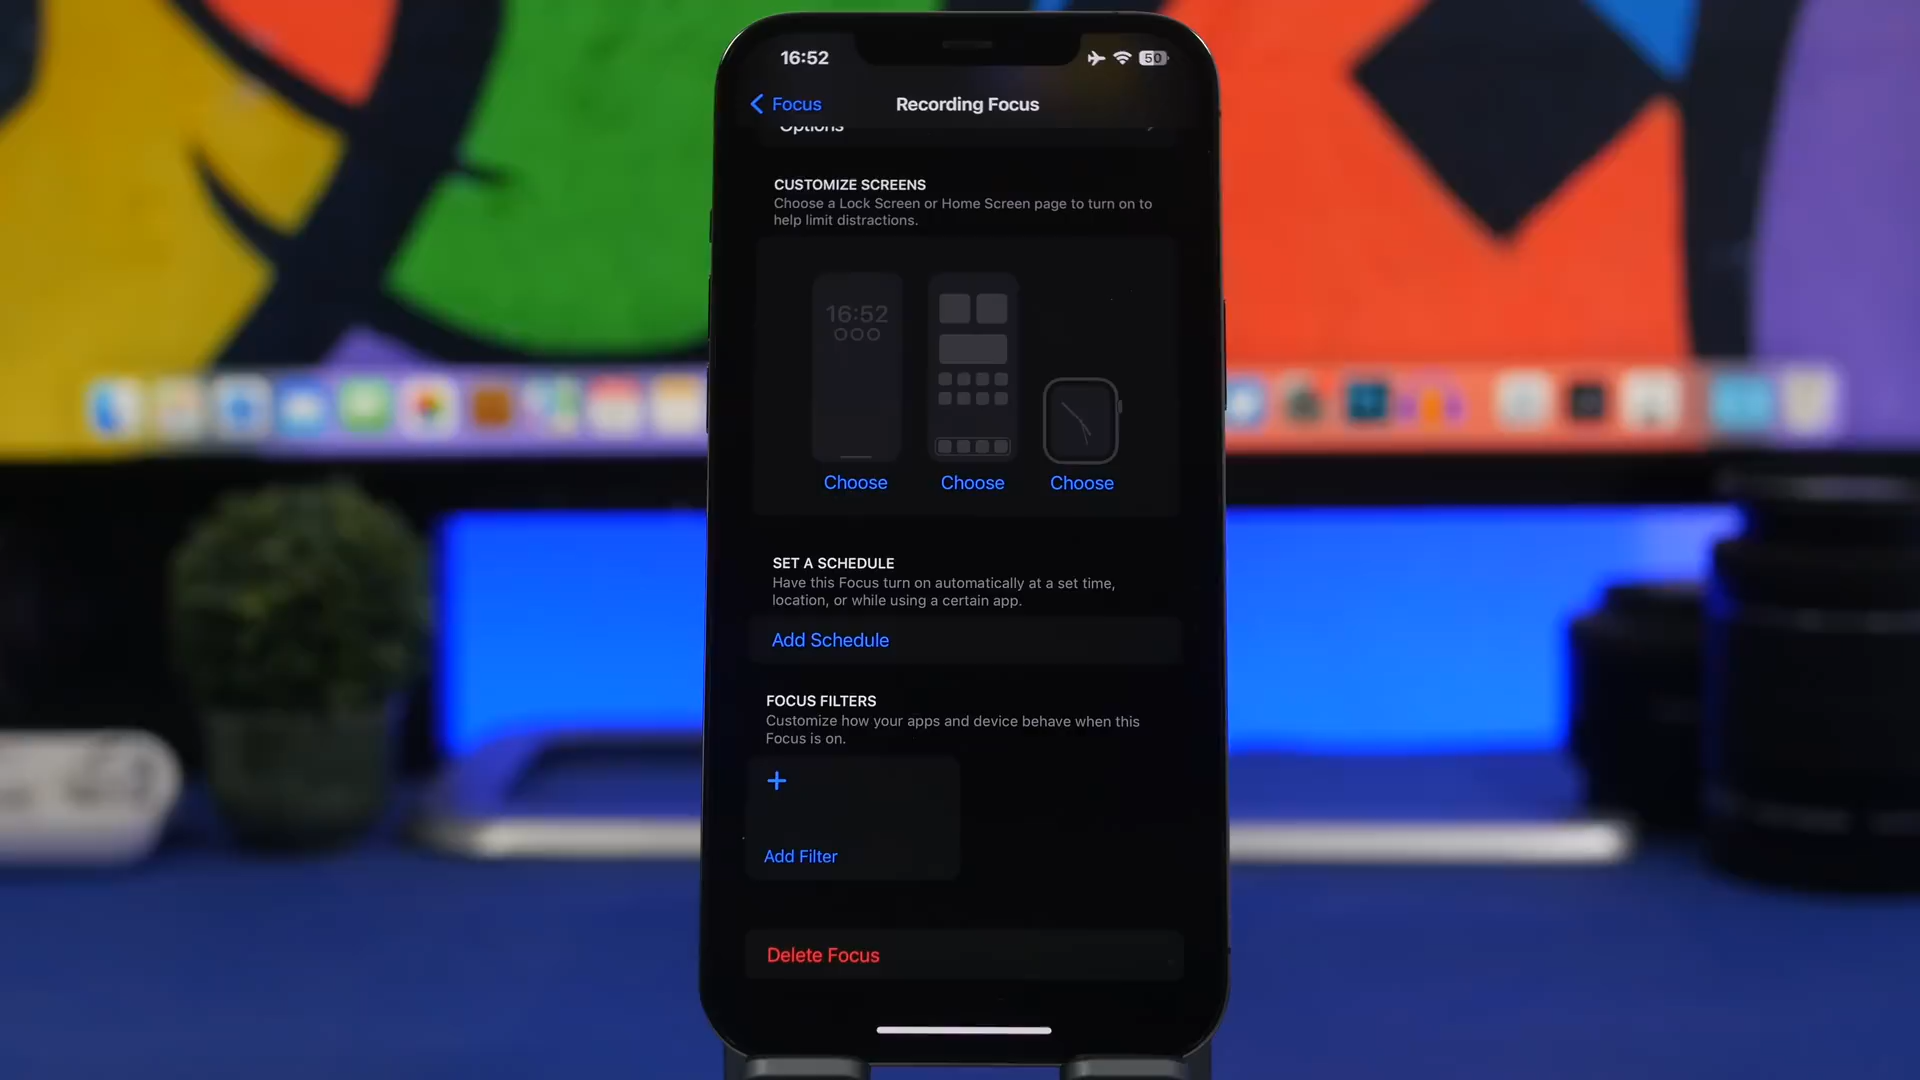 16:52
50
Focus
Recording Focus
Options
CUSTOMIZE SCREENS
Choose a Lock Screen or Home Screen page to turn on to
help limit distractions.
16:52
Choose
Choose
Choose
SET A SCHEDULE
Have this Focus turn on automatically at a set time,
location, or while using a certain app.
Add Schedule
FOCUS FILTERS
Customize how your apps and device behave when this
Focus is on.
+
Add Filter
Delete Focus